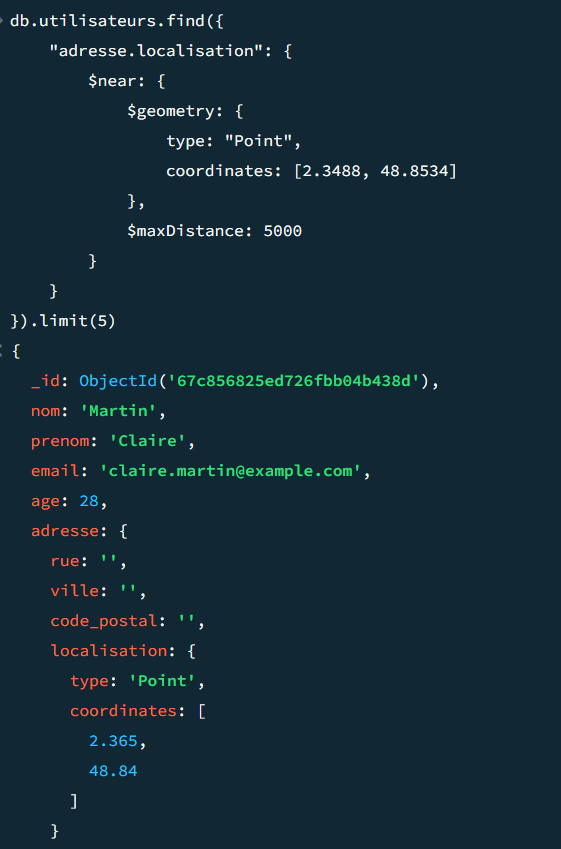 db.utilisateurs.find({
    "adresse.localisation": {
        $near: {
            $geometry: {
                type: "Point",
                coordinates: [2.3488, 48.8534]
            },
            $maxDistance: 5000
        }
    }
}).limit(5)
{
  _id: ObjectId('67c856825ed726fbb04b438d'),
  nom: 'Martin',
  prenom: 'Claire',
  email: 'claire.martin@example.com',
  age: 28,
  adresse: {
    rue: '',
    ville: '',
    code_postal: '',
    localisation: {
      type: 'Point',
      coordinates: [
        2.365,
        48.84
      ]
    }